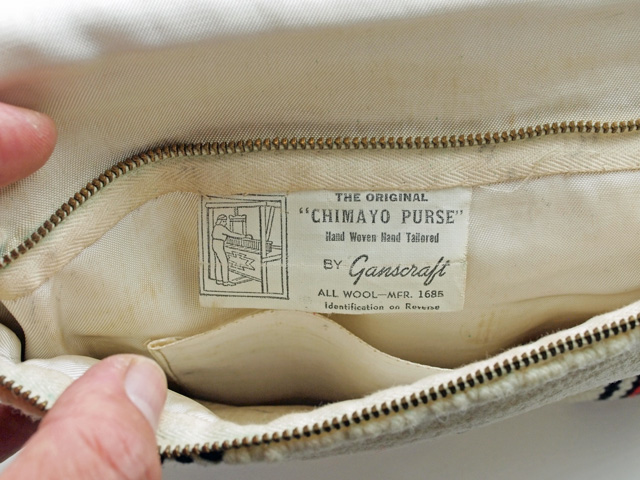 THE ORIGINAL
"CHIMAYO PURSE"
Hand Woven Hand Tailored
BY Ganscraft
ALL WOOL—MFR. 1685
Identification on Reverse